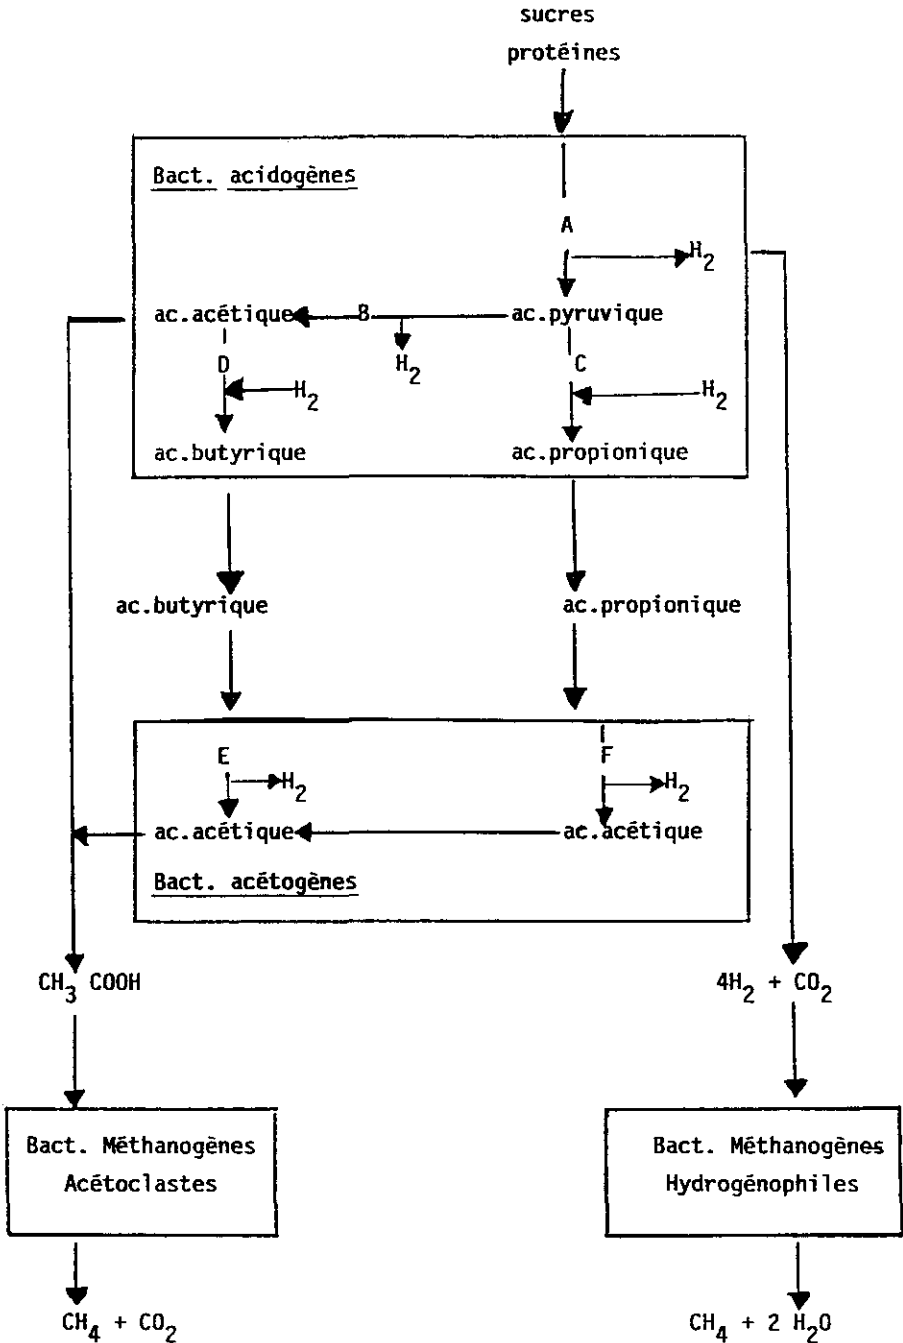 sucres
protéines
Bact. acidogènes
A
H2
ac.acétique B ac.pyruvique
D H2 C
H2 H2
ac.butyrique ac.propionique
ac.butyrique ac.propionique
E F
H2 H2
ac.acétique ac.acétique
Bact. acétogènes
CH3 COOH 4H2 + CO2
Bact. Méthanogènes
Acétoclastes
Bact. Méthanogènes
Hydrogénophiles
CH4 + CO2 CH4 + 2 H2O